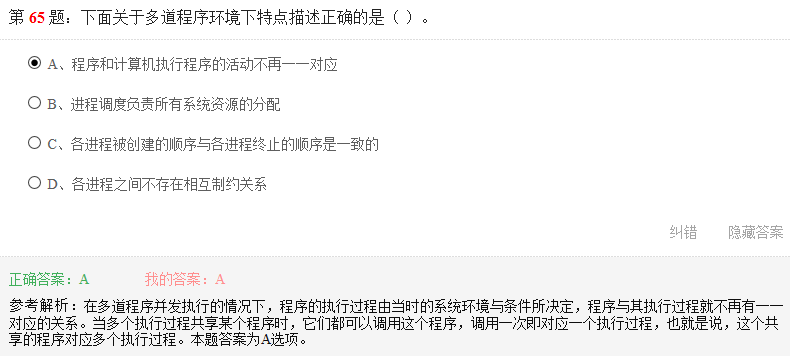 第 65 题：下面关于多道程序环境下特点描述正确的是（ ）。
A、程序和计算机执行程序的活动不再一一对应
B、进程调度负责所有系统资源的分配
C、各进程被创建的顺序与各进程终止的顺序是一致的
D、各进程之间不存在相互制约关系
纠错 隐藏答案
正确答案：A 我的答案：A
参考解析：在多道程序并发执行的情况下，程序的执行过程由当时的系统环境与条件所决定，程序与其执行过程就不再有一一
对应的关系。当多个执行过程共享某个程序时，它们都可以调用这个程序，调用一次即对应一个执行过程，也就是说，这个共
享的程序对应多个执行过程。本题答案为A选项。